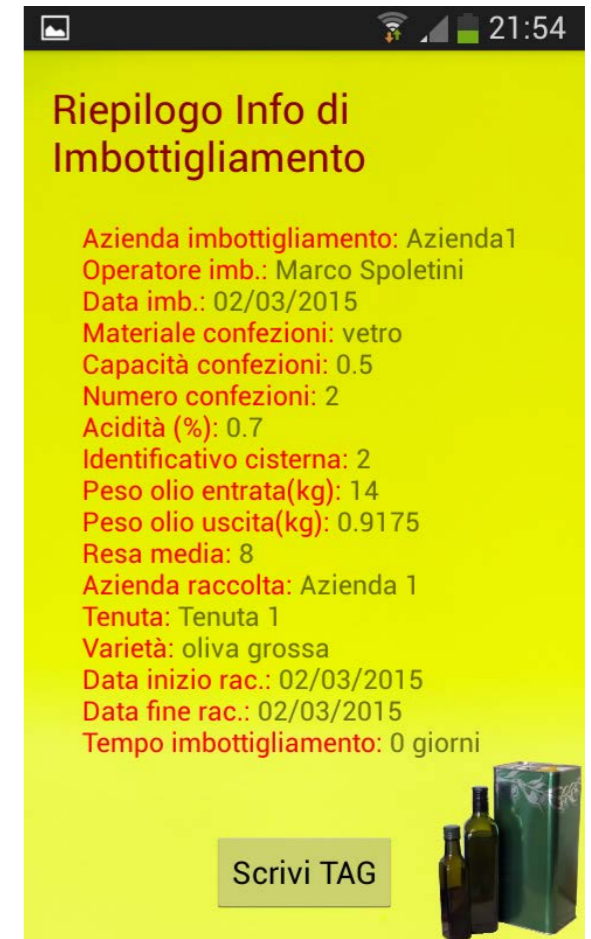 21:54
Riepilogo Info di
Imbottigliamento
Azienda imbottigliamento: Azienda1
Operatore imb.: Marco Spoletini
Data imb.: 02/03/2015
Materiale confezioni: vetro
Capacità confezioni: 0.5
Numero confezioni: 2
Acidità (%): 0.7
Identificativo cisterna: 2
Peso olio entrata(kg): 14
Peso olio uscita(kg): 0.9175
Resa media: 8
Azienda raccolta: Azienda 1
Tenuta: Tenuta 1
Varietà: oliva grossa
Data inizio rac.: 02/03/2015
Data fine rac.: 02/03/2015
Tempo imbottigliamento: 0 giorni
Scrivi TAG